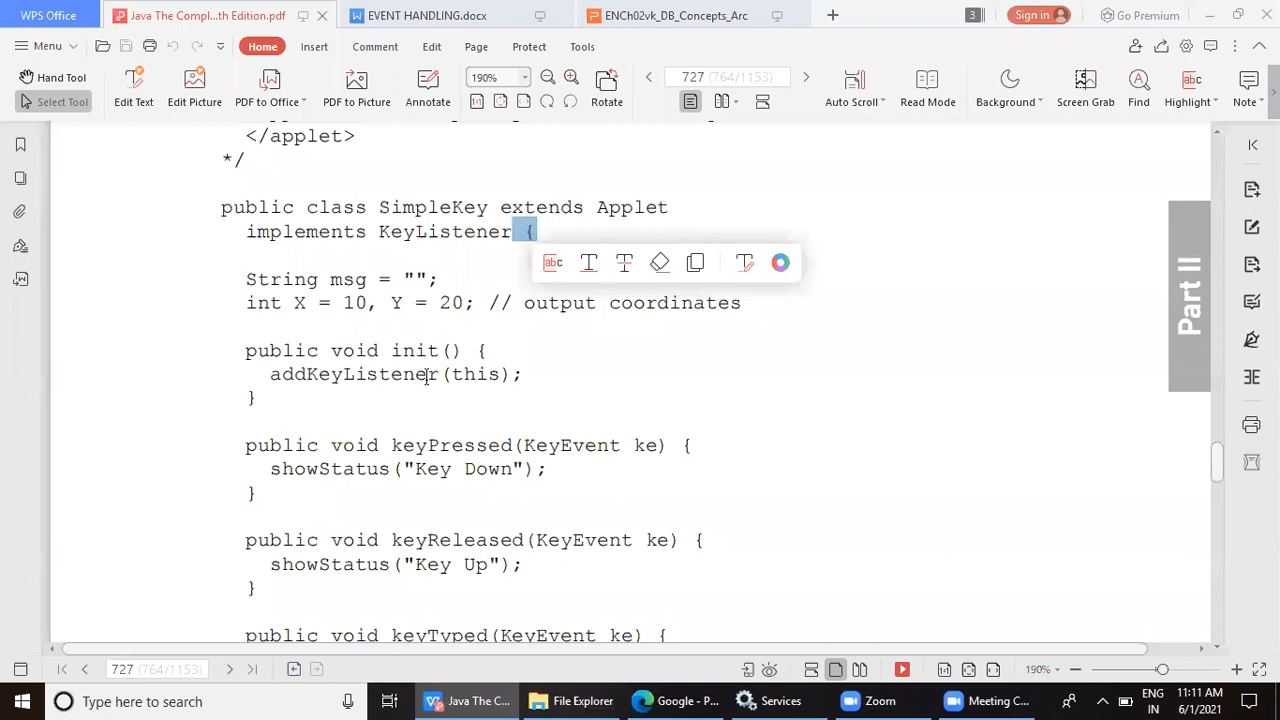 WPS Office
Java The Compl...th Edition.pdf
EVENT HANDLING.docx
ENCh02vk_DB_Concepts_Ar...
3
Sign in
Go Premium
Menu
Home
Insert
Comment
Edit
Page
Protect
Tools
Hand Tool
Select Tool
Edit Text
Edit Picture
PDF to Office
PDF to Picture
Annotate
190%
Rotate
727 (764/1153)
Auto Scroll
Read Mode
Background
Screen Grab
Find
Highlight
Note
</applet>
*/
public class SimpleKey extends Applet
implements KeyListener {
String msg = "";
int X = 10, Y = 20; // output coordinates
public void init() {
addKeyListener(this);
}
public void keyPressed(KeyEvent ke) {
showStatus("Key Down");
}
public void keyReleased(KeyEvent ke) {
showStatus("Key Up");
}
public void keyTyped(KeyEvent ke) {
Part II
727 (764/1153)
190%
Type here to search
Java The C...
File Explorer
Google - P...
Services
Zoom
Meeting C...
ENG
IN
11:11 AM
6/1/2021